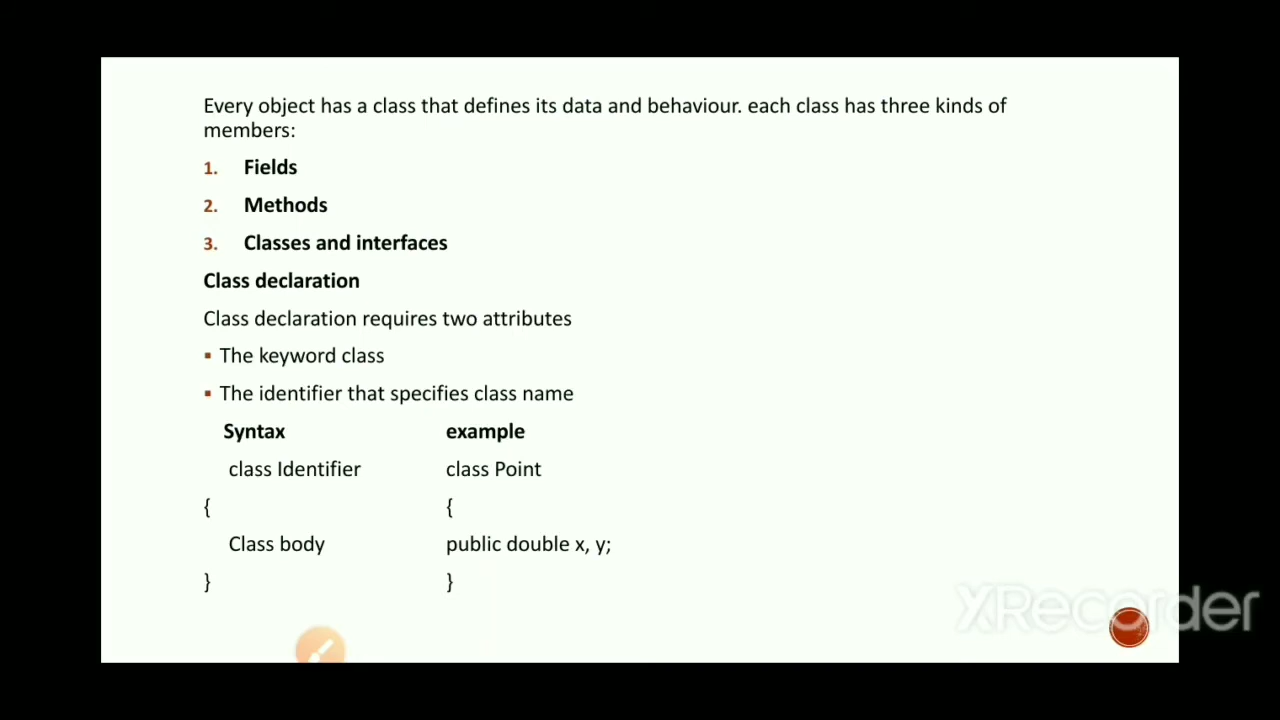 Every object has a class that defines its data and behaviour. each class has three kinds of
members:
1. Fields
2. Methods
3. Classes and interfaces
Class declaration
Class declaration requires two attributes
▪ The keyword class
▪ The identifier that specifies class name
Syntax example
class Identifier class Point
{ {
Class body public double x, y;
} }
XRecorder